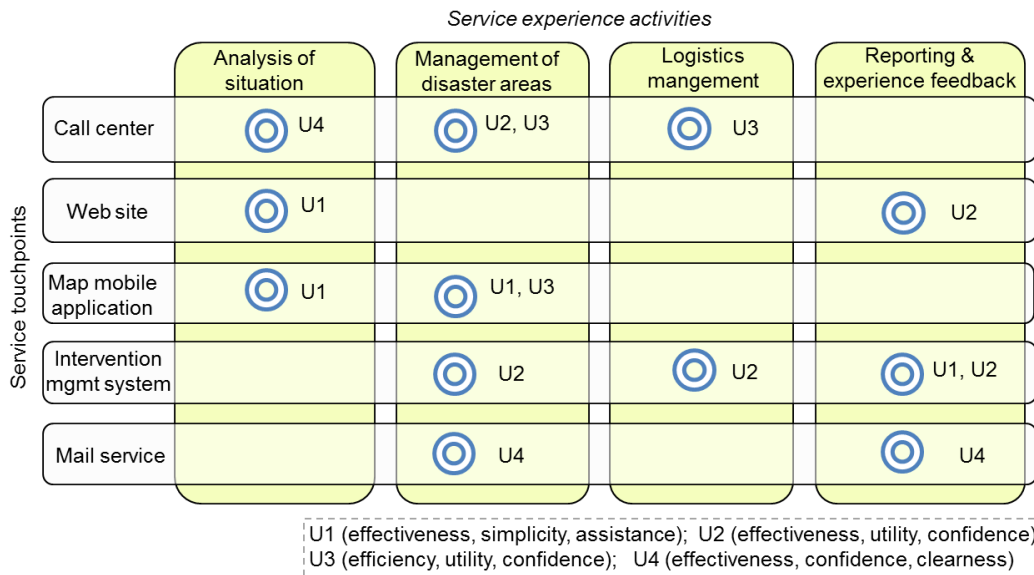 Service experience activities
Analysis of
situation
Management of
disaster areas
Logistics
mangement
Reporting &
experience feedback
Service touchpoints
Call center
U4
U2, U3
U3
Web site
U1
U2
Map mobile
application
U1
U1, U3
Intervention
mgmt system
U2
U2
U1, U2
Mail service
U4
U4
U1 (effectiveness, simplicity, assistance); U2 (effectiveness, utility, confidence)
U3 (efficiency, utility, confidence); U4 (effectiveness, confidence, clearness)